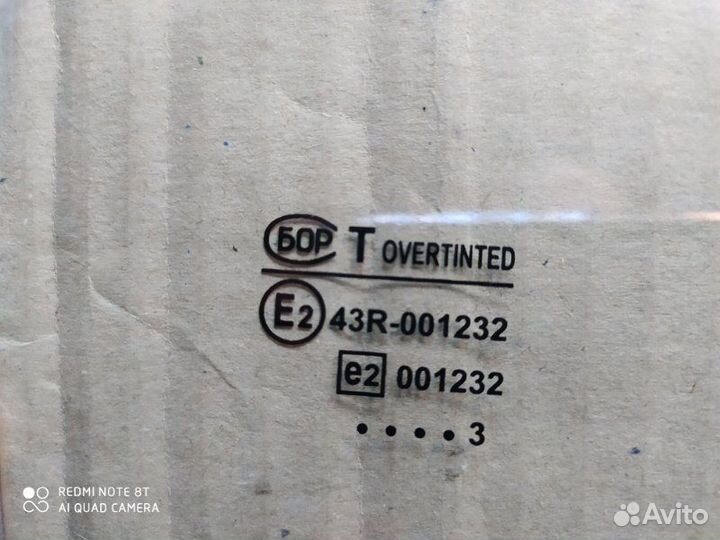 БОР T OVERTINTED
E2 43R-001232
e2 001232
• • • • 3
REDMI NOTE 8T
AI QUAD CAMERA
Avito